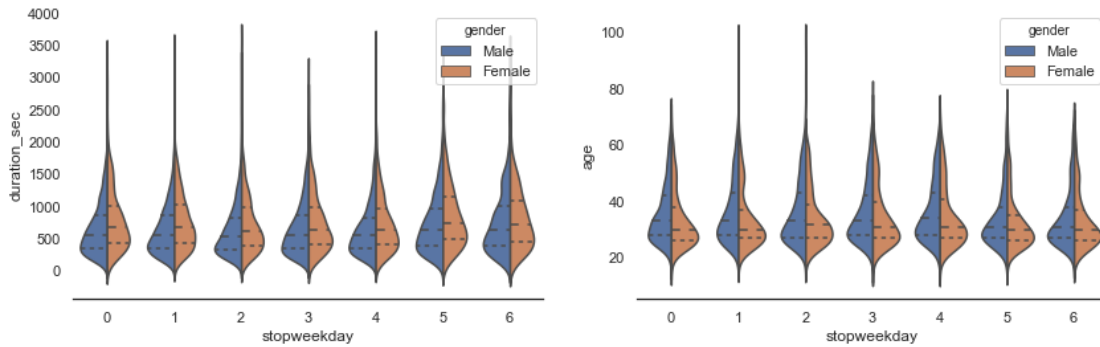 4000
3500
3000
2500
2000
1500
1000
500
0
duration_sec
0 1 2 3 4 5 6
stopweekday
gender
Male
Female
100
80
60
40
20
age
0 1 2 3 4 5 6
stopweekday
gender
Male
Female